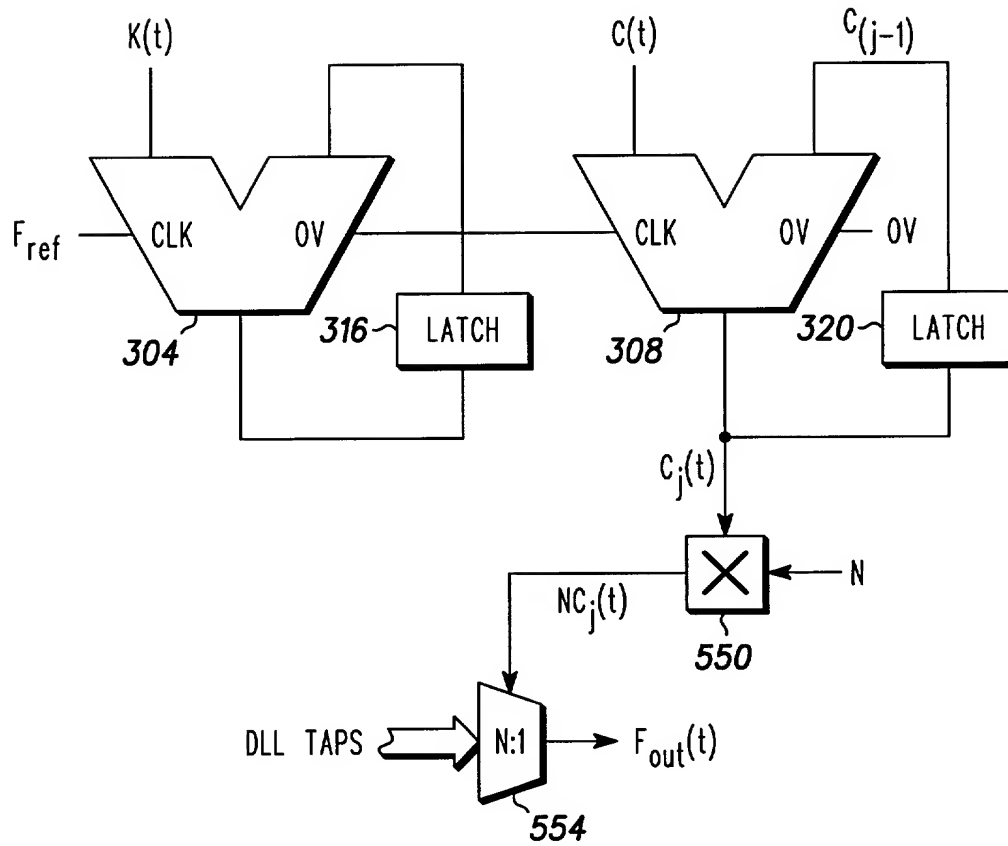 K(t)
C(t)
C(j-1)
F_ref
CLK
OV
CLK
OV
OV
304
316
LATCH
308
320
LATCH
C_j(t)
N
NC_j(t)
550
DLL TAPS
N:1
F_out(t)
554